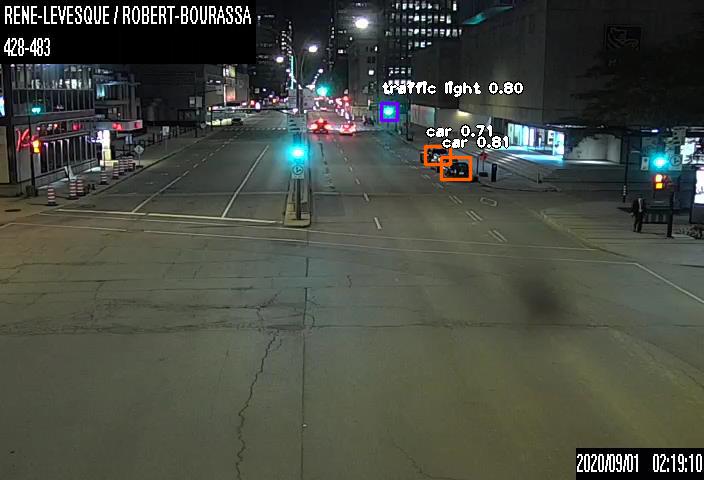 RENE-LEVESQUE / ROBERT-BOURASSA
428-483
traffic light 0.80
car 0.71
car 0.81
2020/09/01 02:19:10